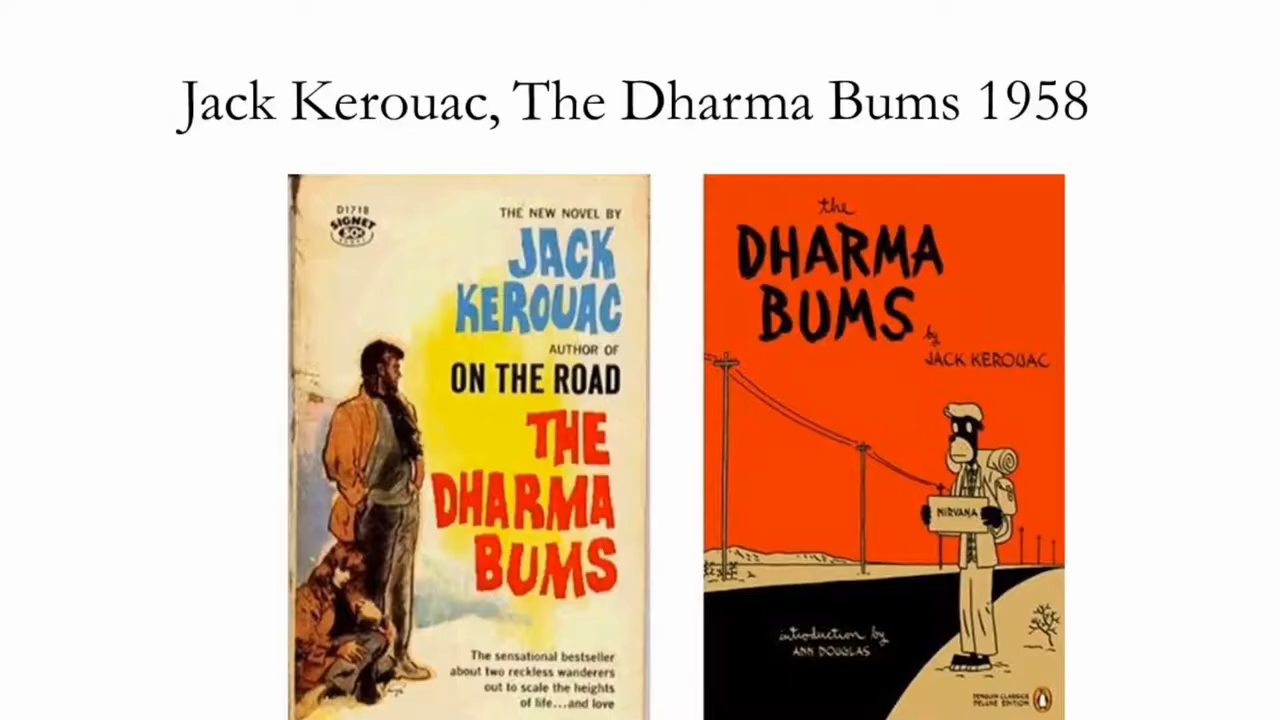 Jack Kerouac, The Dharma Bums 1958
D1718
SIGNET
50¢
THE NEW NOVEL BY
JACK
KEROUAC
AUTHOR OF
ON THE ROAD
THE
DHARMA
BUMS
The sensational bestseller
about two reckless wanderers
out to scale the heights
of life...and love
the
DHARMA
BUMS
by
JACK KEROUAC
NIRVANA
introduction by
ANN DOUGLAS
PENGUIN CLASSICS
DELUXE EDITION